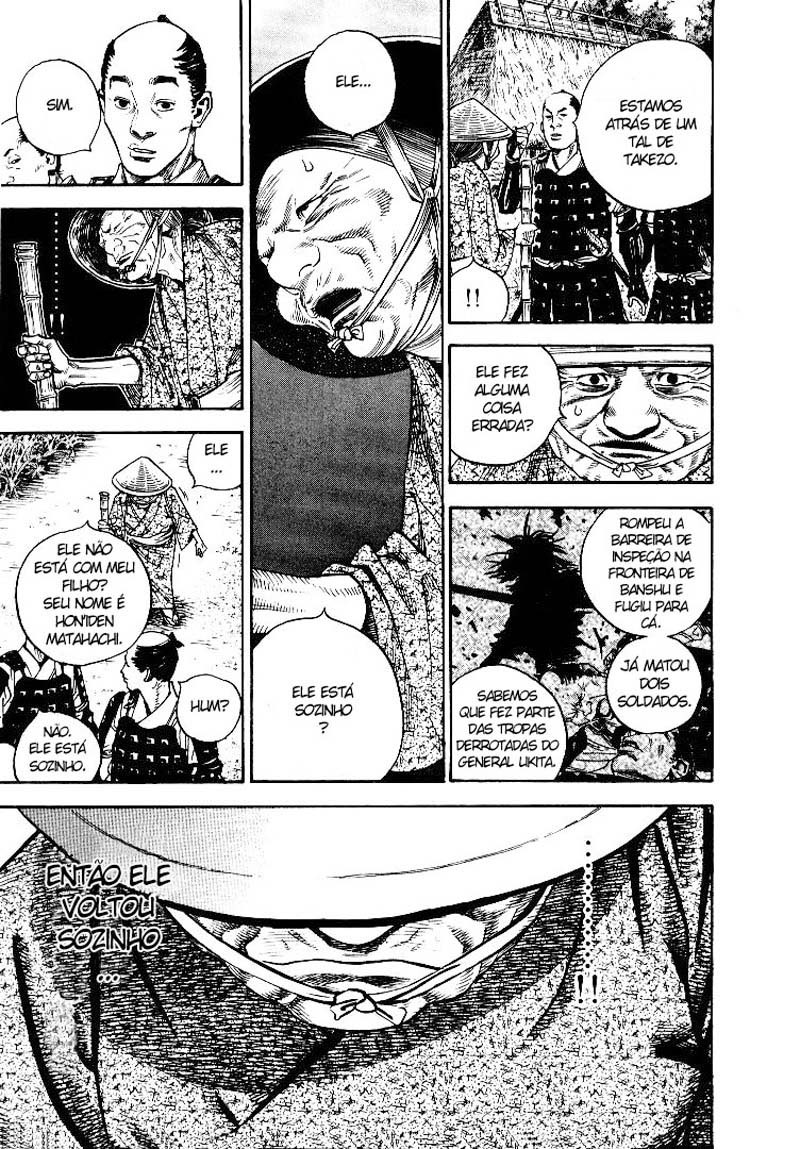 ESTAMOS
ATRÁS DE UM
TAL DE
TAKEZO.
!!
ELE FEZ
ALGUMA
COISA
ERRADA?
ROMPEU A
BARREIRA DE
INSPEÇÃO NA
FRONTEIRA DE
BANSHU E
FUGIU PARA
CÁ.
JÁ MATOU
DOIS
SOLDADOS.
SABEMOS
QUE FEZ PARTE
DAS TROPAS
DERROTADAS DO
GENERAL UKITA.
ELE...
ELE ESTÁ
SOZINHO
?
SIM.
......!!
ELE
...
ELE NÃO
ESTÁ COM MEU
FILHO?
SEU NOME É
HON'IDEN
MATAHACHI.
HUM?
NÃO.
ELE ESTÁ
SOZINHO.
......!!
ENTÃO ELE
VOLTOU
SOZINHO
...